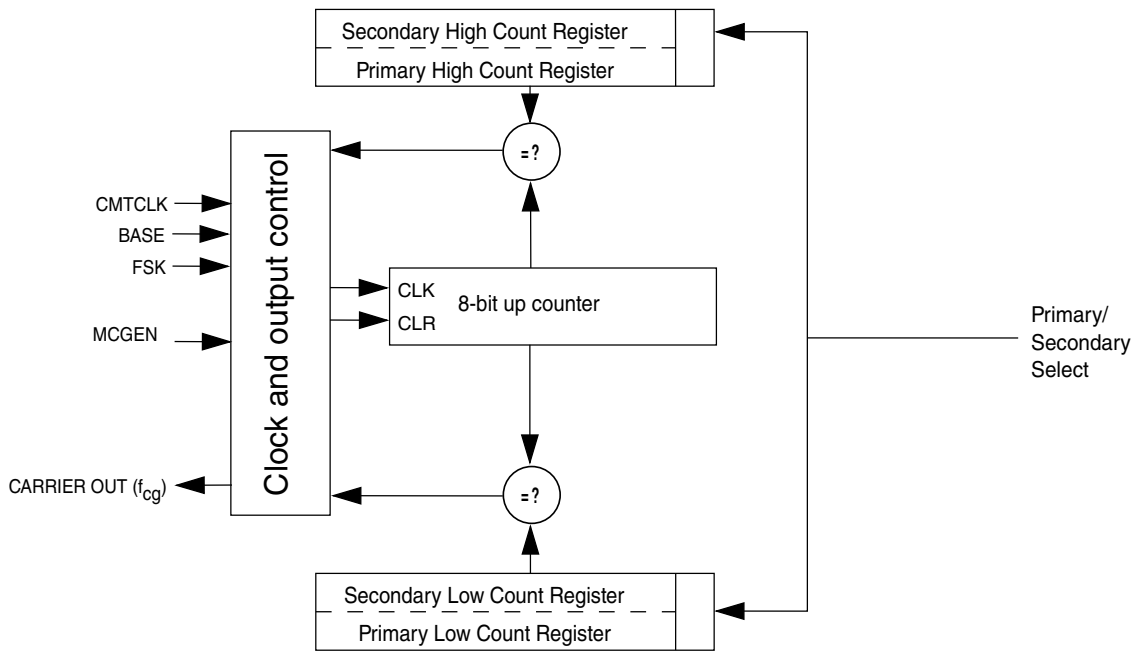 Secondary High Count Register
Primary High Count Register
=?
Clock and output control
CMTCLK
BASE
FSK
MCGEN
CARRIER OUT (fcg)
CLK
CLR
8-bit up counter
Primary/
Secondary
Select
=?
Secondary Low Count Register
Primary Low Count Register